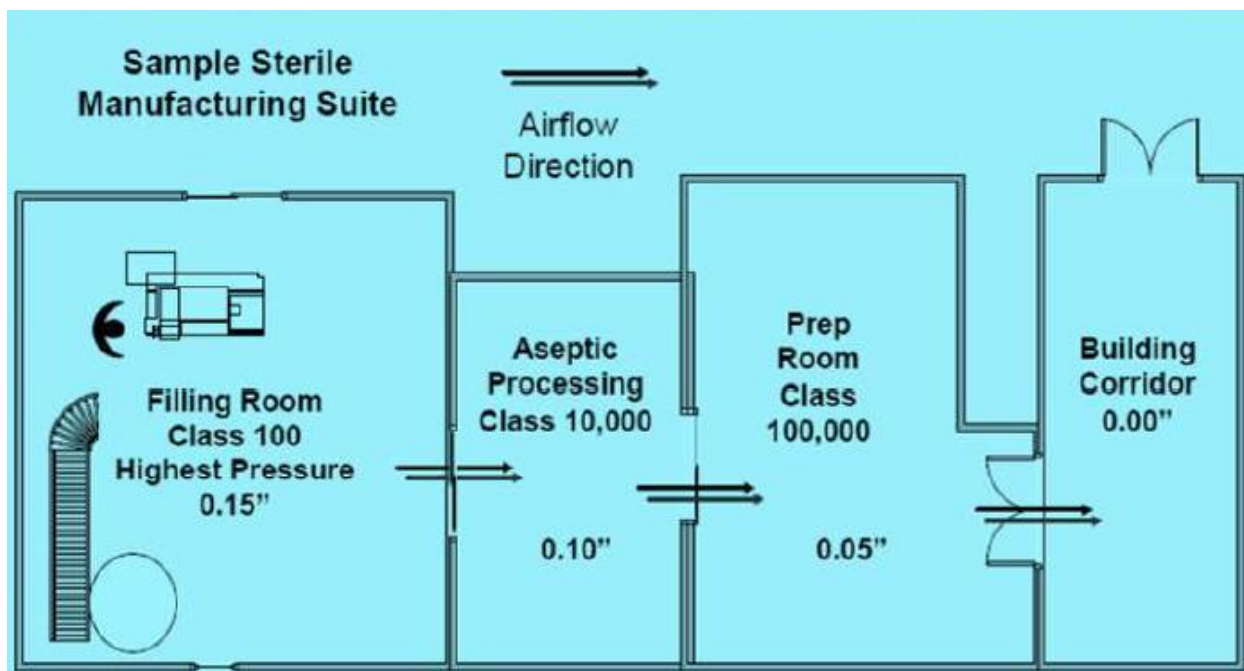 Sample Sterile
Manufacturing Suite
Airflow
Direction
Filling Room
Class 100
Highest Pressure
0.15”
Aseptic
Processing
Class 10,000
0.10”
Prep
Room
Class
100,000
0.05”
Building
Corridor
0.00”